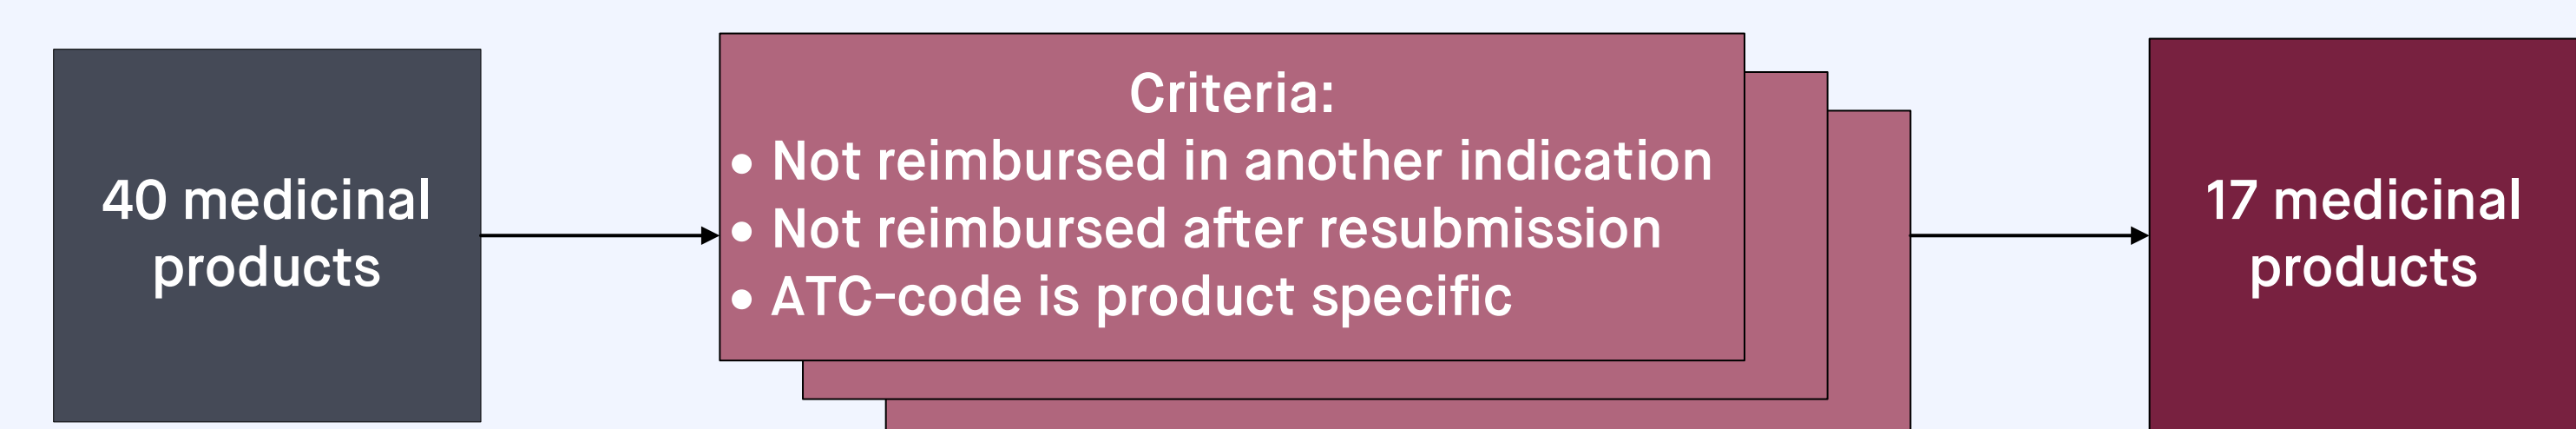 40 medicinal
products
Criteria:
• Not reimbursed in another indication
• Not reimbursed after resubmission
• ATC-code is product specific
17 medicinal
products